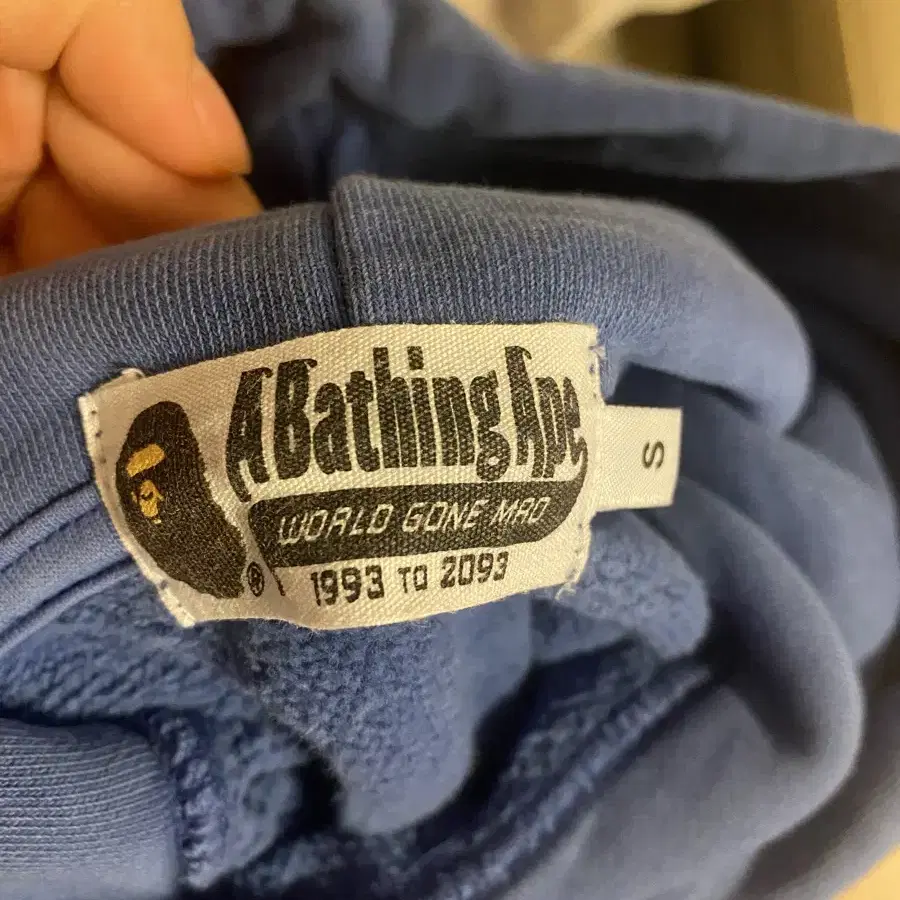 A Bathing Ape
WORLD GONE MAD
® 1993 TO 2093
S